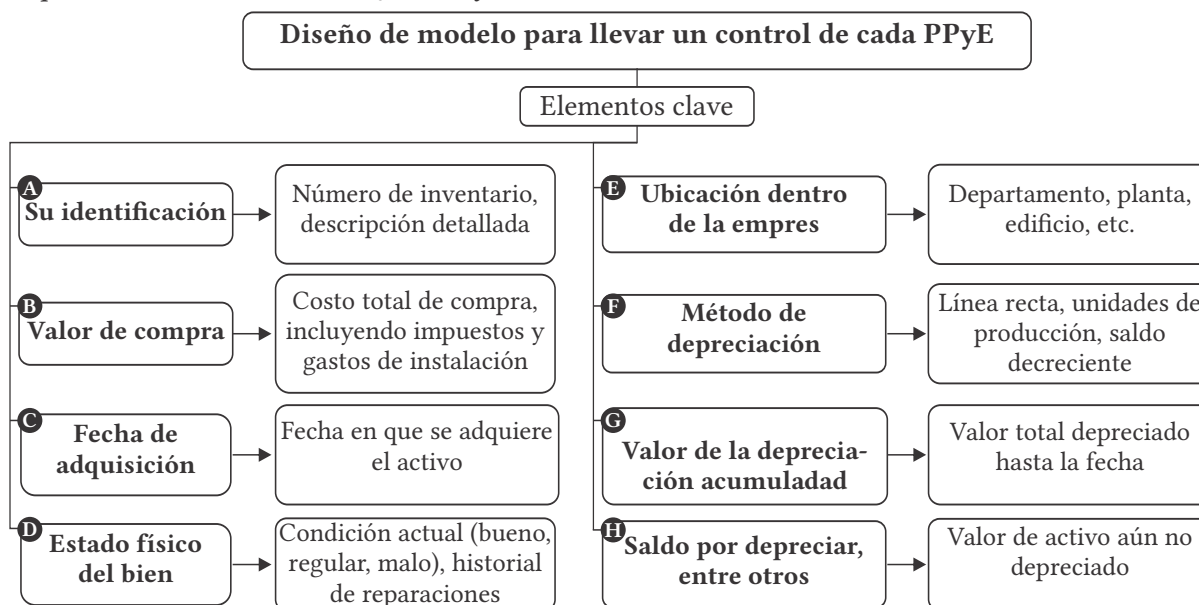 Diseño de modelo para llevar un control de cada PPyE
Elementos clave
A
Su identificación
Número de inventario,
descripción detallada
B
Valor de compra
Costo total de compra,
incluyendo impuestos y
gastos de instalación
C
Fecha de
adquisición
Fecha en que se adquiere
el activo
D
Estado físico
del bien
Condición actual (bueno,
regular, malo), historial
de reparaciones
E
Ubicación dentro
de la empres
Departamento, planta,
edificio, etc.
F
Método de
depreciación
Línea recta, unidades de
producción, saldo
decreciente
G
Valor de la deprecia-
ción acumuladad
Valor total depreciado
hasta la fecha
H
Saldo por depreciar,
entre otros
Valor de activo aún no
depreciado